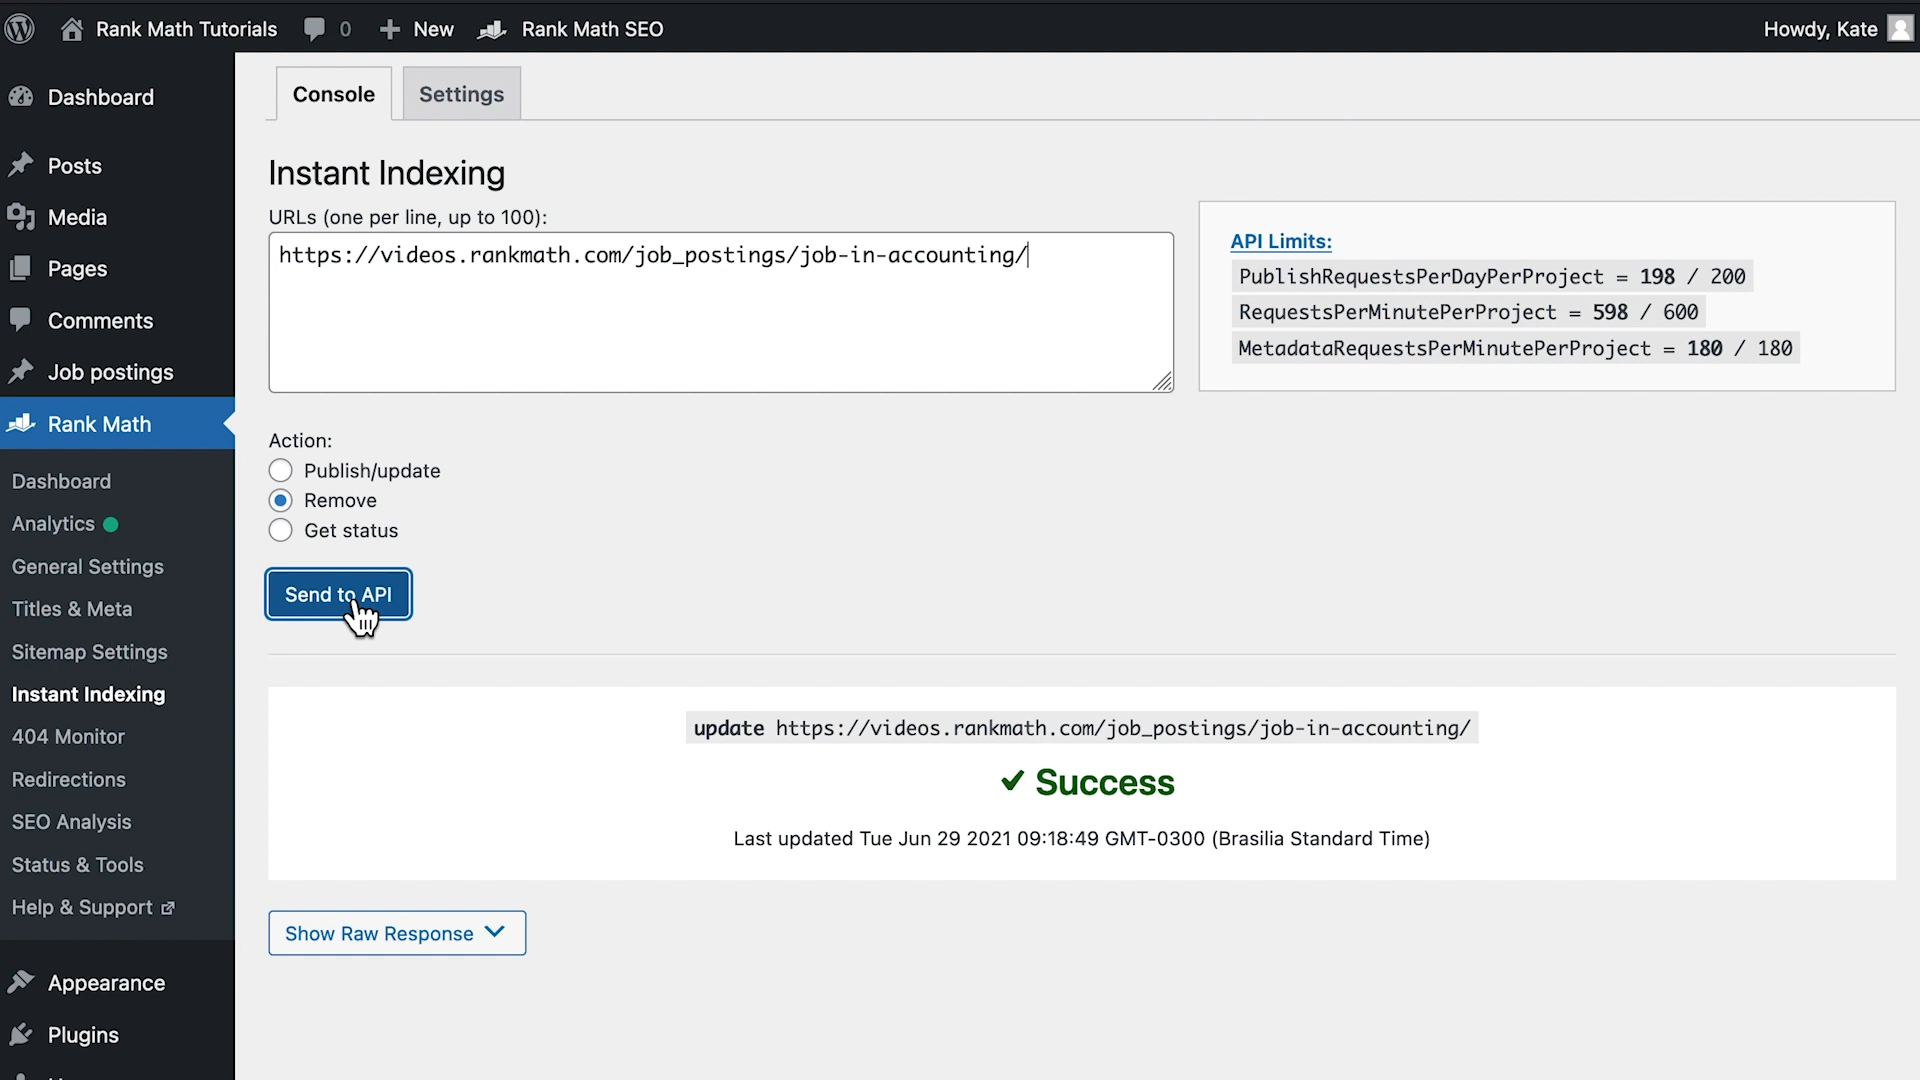 Rank Math Tutorials 0 New Rank Math SEO Howdy, Kate
Dashboard
Posts
Media
Pages
Comments
Job postings
Rank Math
Dashboard
Analytics
General Settings
Titles & Meta
Sitemap Settings
Instant Indexing
404 Monitor
Redirections
SEO Analysis
Status & Tools
Help & Support
Appearance
Plugins
Console Settings
Instant Indexing
URLs (one per line, up to 100):
https://videos.rankmath.com/job_postings/job-in-accounting/
API Limits:
PublishRequestsPerDayPerProject = 198 / 200
RequestsPerMinutePerProject = 598 / 600
MetadataRequestsPerMinutePerProject = 180 / 180
Action:
Publish/update
Remove
Get status
Send to API
update https://videos.rankmath.com/job_postings/job-in-accounting/
✔ Success
Last updated Tue Jun 29 2021 09:18:49 GMT-0300 (Brasilia Standard Time)
Show Raw Response